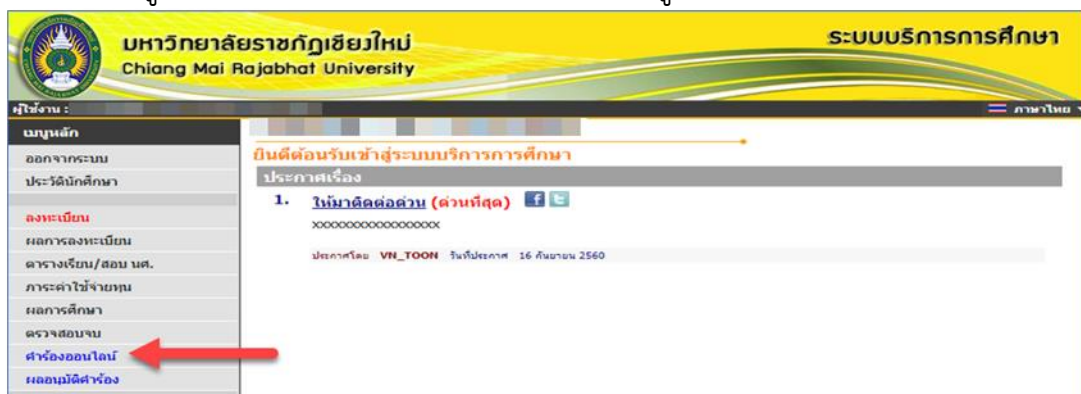 มหาวิทยาลัยราชภัฏเชียงใหม่
Chiang Mai Rajabhat University
ระบบบริการการศึกษา
ผู้ใช้งาน :
ภาษาไทย
เมนูหลัก
ออกจากระบบ
ประวัตินักศึกษา
ลงทะเบียน
ผลการลงทะเบียน
ตารางเรียน/สอบ นศ.
ภาระค่าใช้จ่ายทุน
ผลการศึกษา
ตรวจสอบจบ
คำร้องออนไลน์
ผลอนุมัติคำร้อง
ยินดีต้อนรับเข้าสู่ระบบบริการการศึกษา
ประกาศเรื่อง
1. ให้มาติดต่อด่วน (ด่วนที่สุด)
xxxxxxxxxxxxxxxxx
ประกาศโดย VN_TOON วันที่ประกาศ 16 กันยายน 2560